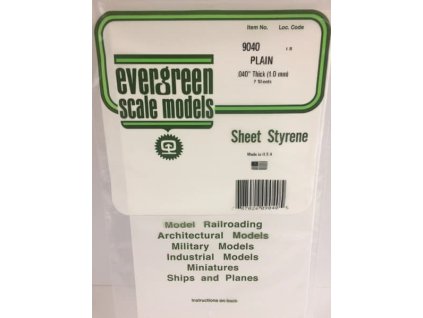 Item No. Loc. Code
9040
PLAIN
.040" Thick (1.0 mm)
evergreen
scale models
Sheet Styrene
Made in U.S.A
Model Railroading
Architectural Models
Military Models
Industrial Models
Miniatures
Ships and Planes
Instructions on back